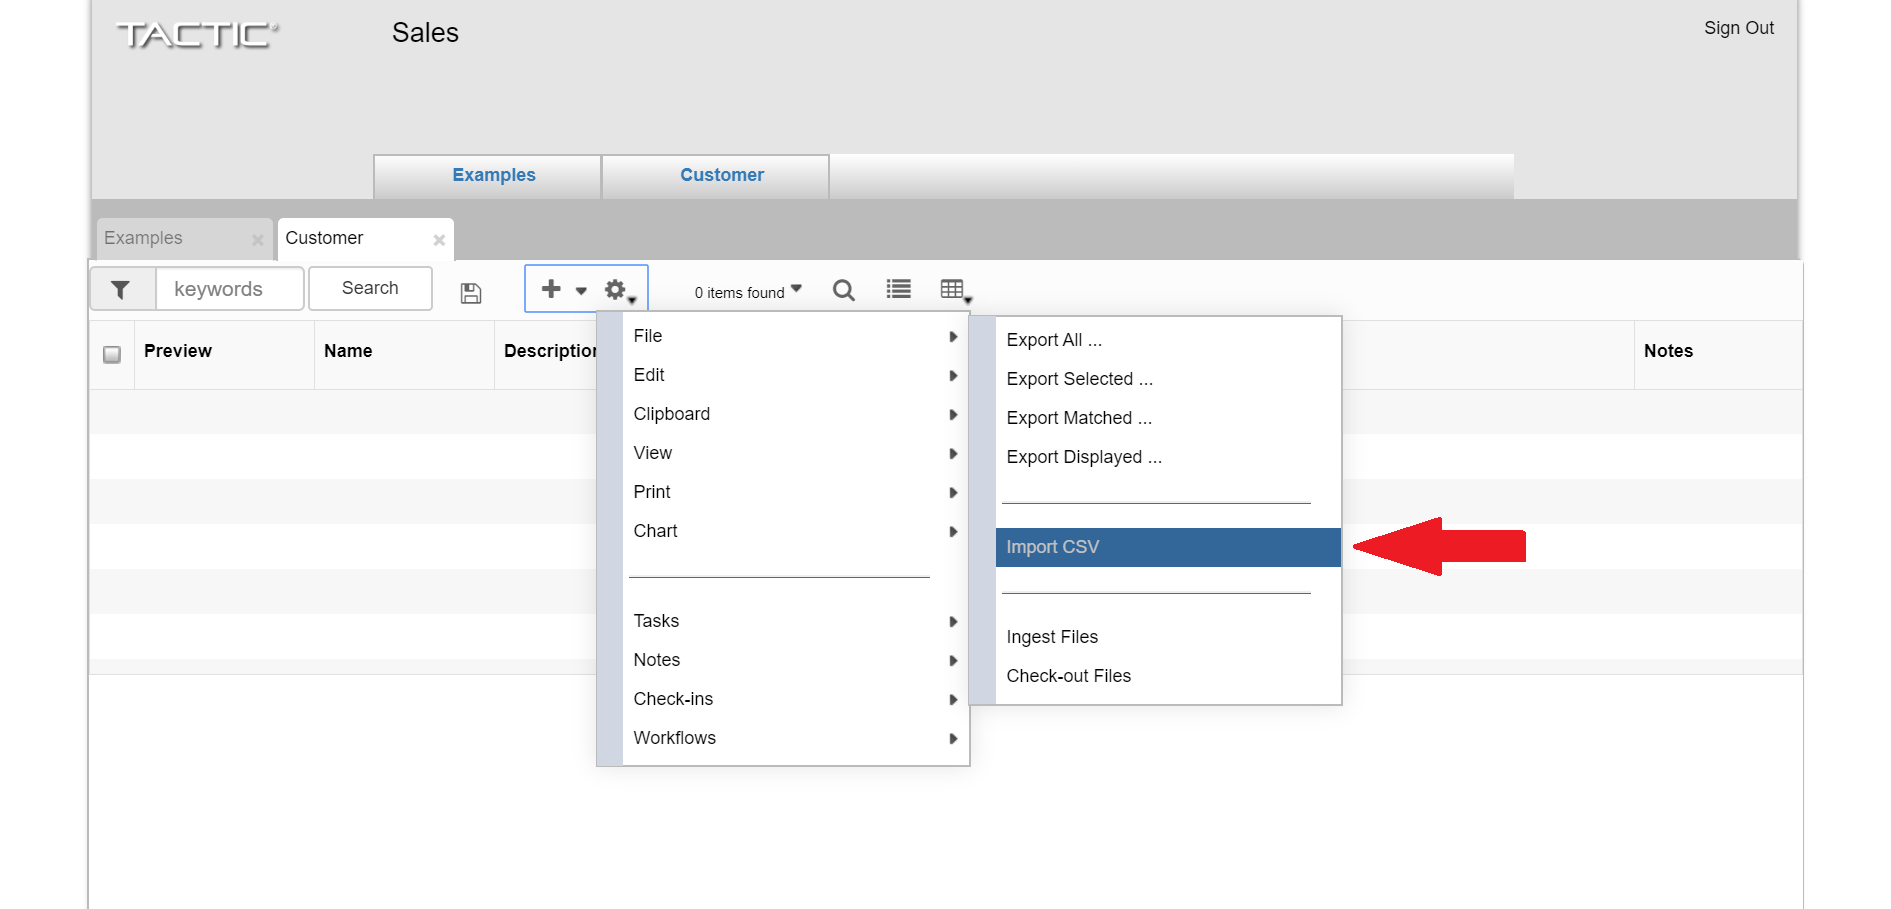 TACTIC®
Sales
Sign Out
Examples
Customer
Examples
Customer
keywords
Search
0 items found
Preview
Name
Description
Notes
File
Edit
Clipboard
View
Print
Chart
Tasks
Notes
Check-ins
Workflows
Export All ...
Export Selected ...
Export Matched ...
Export Displayed ...
Import CSV
Ingest Files
Check-out Files